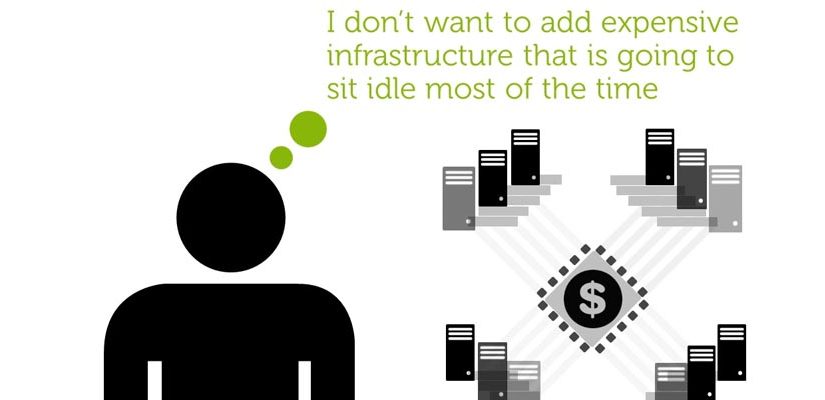 I don't want to add expensive
infrastructure that is going to
sit idle most of the time
$